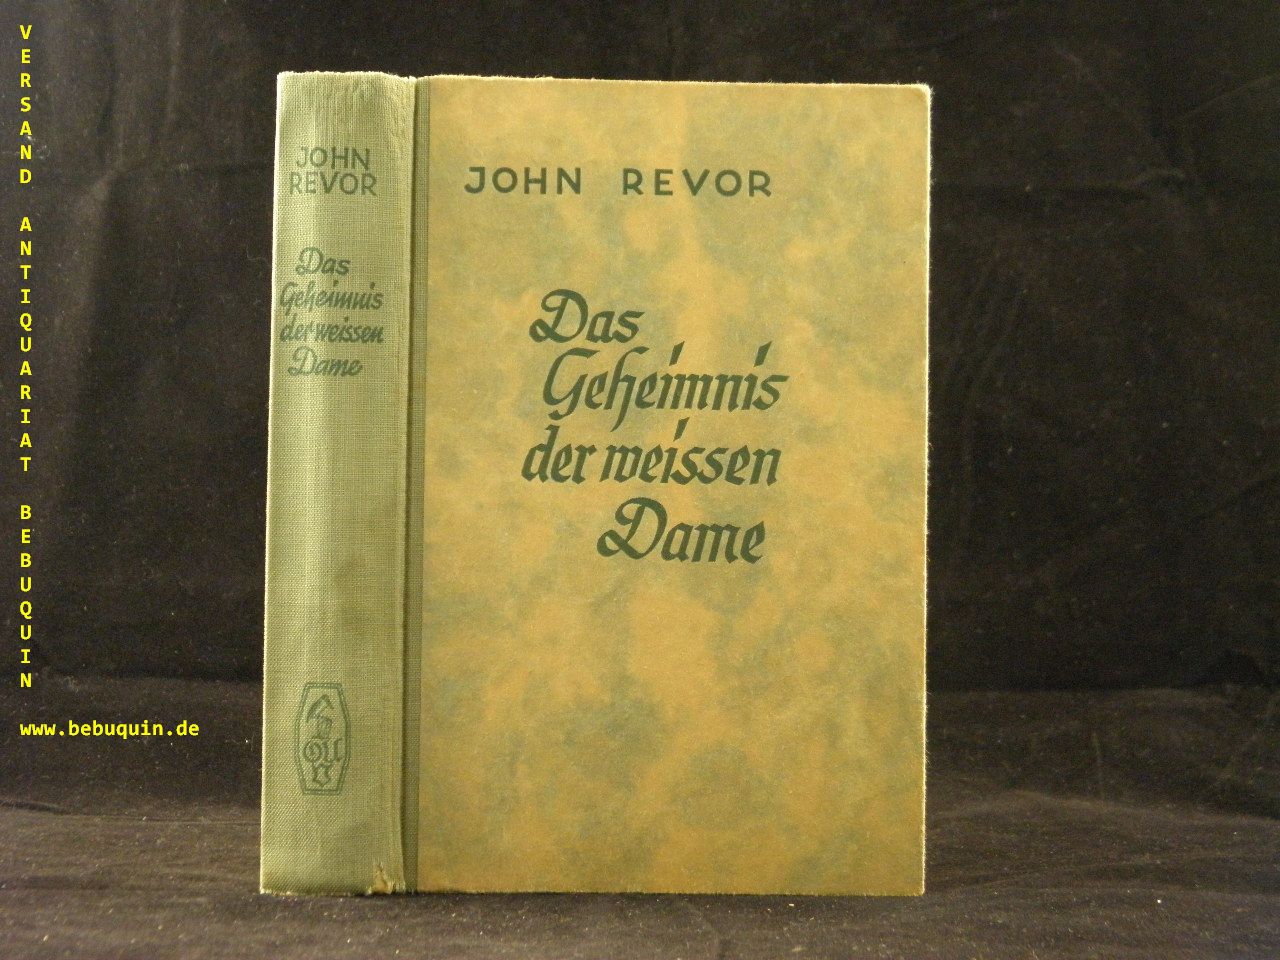 VERSAND ANTIQUARIAT BEBUQUIN
www.bebuquin.de
JOHN
REVOR
Das
Geheimnis
der weissen
Dame
JOHN REVOR
Das
Geheimnis
der weissen
Dame